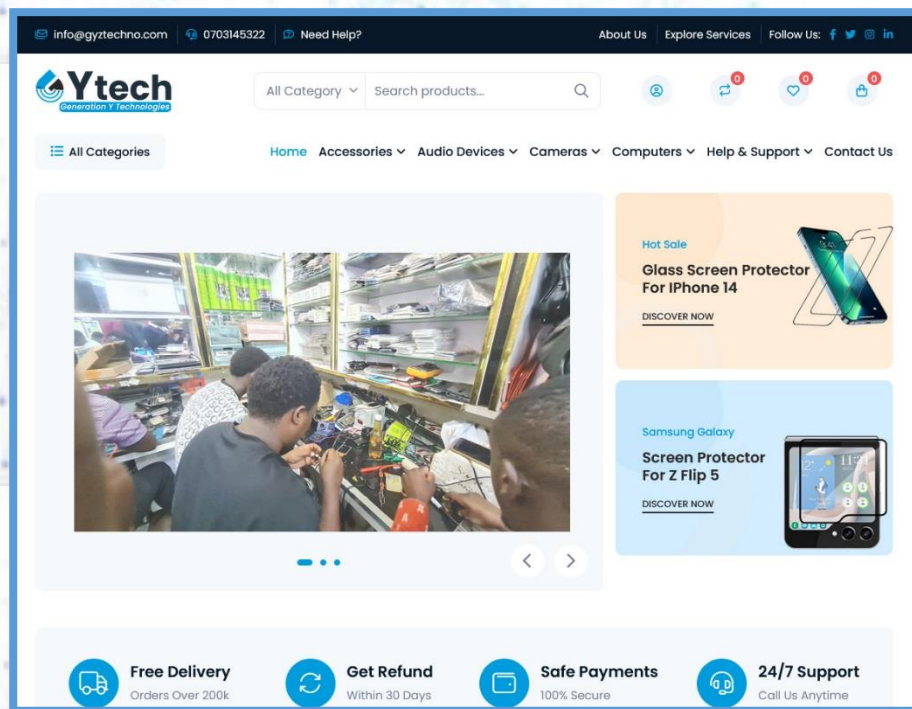 info@gyztechno.com 0703145322 Need Help? About Us Explore Services Follow Us:
Ytech
Generation Y Technologies
All Category Search products... 0 0 0
All Categories Home Accessories Audio Devices Cameras Computers Help & Support Contact Us
Hot Sale
Glass Screen Protector
For IPhone 14
DISCOVER NOW
Samsung Galaxy
Screen Protector
For Z Flip 5
DISCOVER NOW
Free Delivery
Orders Over 200k
Get Refund
Within 30 Days
Safe Payments
100% Secure
24/7 Support
Call Us Anytime